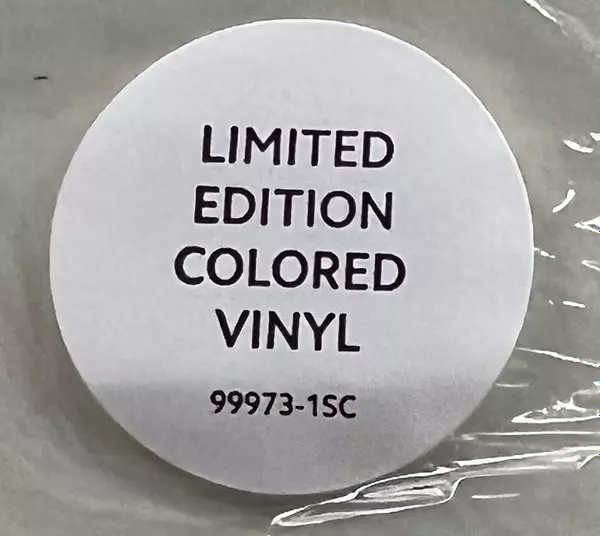 LIMITED
EDITION
COLORED
VINYL
99973-1SC